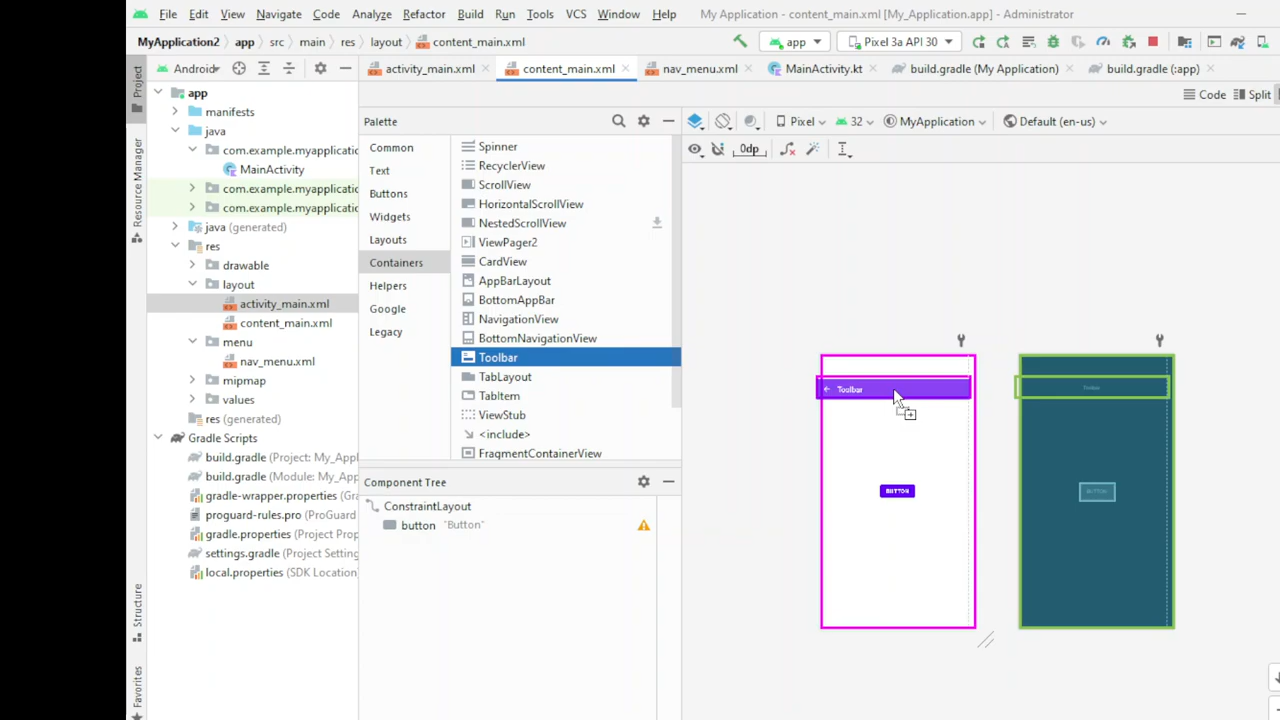 File Edit View Navigate Code Analyze Refactor Build Run Tools VCS Window Help My Application - content_main.xml [My_Application.app] - Administrator
MyApplication2 app src main res layout content_main.xml app Pixel 3a API 30
Project
Resource Manager
Structure
Favorites
Android
activity_main.xml content_main.xml nav_menu.xml MainActivity.kt build.gradle (My Application) build.gradle (:app)
Code Split
app
manifests
java
com.example.myapplicatio
MainActivity
com.example.myapplicatio
com.example.myapplicatio
java (generated)
res
drawable
layout
activity_main.xml
content_main.xml
menu
nav_menu.xml
mipmap
values
res (generated)
Gradle Scripts
build.gradle (Project: My_Appl
build.gradle (Module: My_Appl
gradle-wrapper.properties (Gra
proguard-rules.pro (ProGuard
gradle.properties (Project Prop
settings.gradle (Project Setting
local.properties (SDK Location)
Palette
Common
Text
Buttons
Widgets
Layouts
Containers
Helpers
Google
Legacy
Spinner
RecyclerView
ScrollView
HorizontalScrollView
NestedScrollView
ViewPager2
CardView
AppBarLayout
BottomAppBar
NavigationView
BottomNavigationView
Toolbar
TabLayout
TabItem
ViewStub
<include>
FragmentContainerView
Component Tree
ConstraintLayout
button "Button"
Pixel 32 MyApplication Default (en-us)
0dp
Toolbar
BUTTON
Toolbar
BUTTON